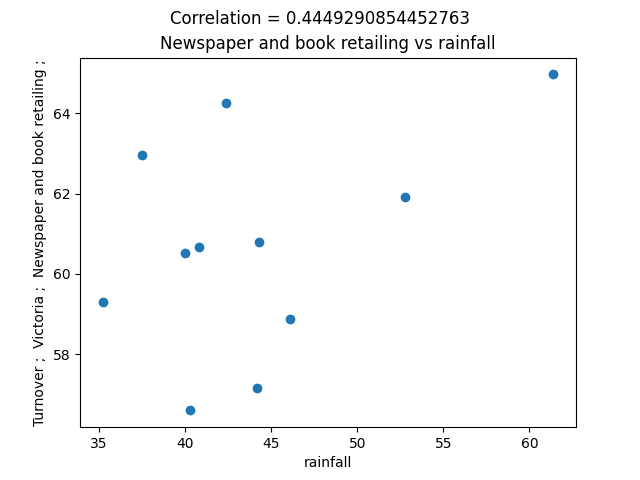 Correlation = 0.4449290854452763
Newspaper and book retailing vs rainfall
Turnover ;  Victoria ;  Newspaper and book retailing ;
64
62
60
58
35 40 45 50 55 60
rainfall